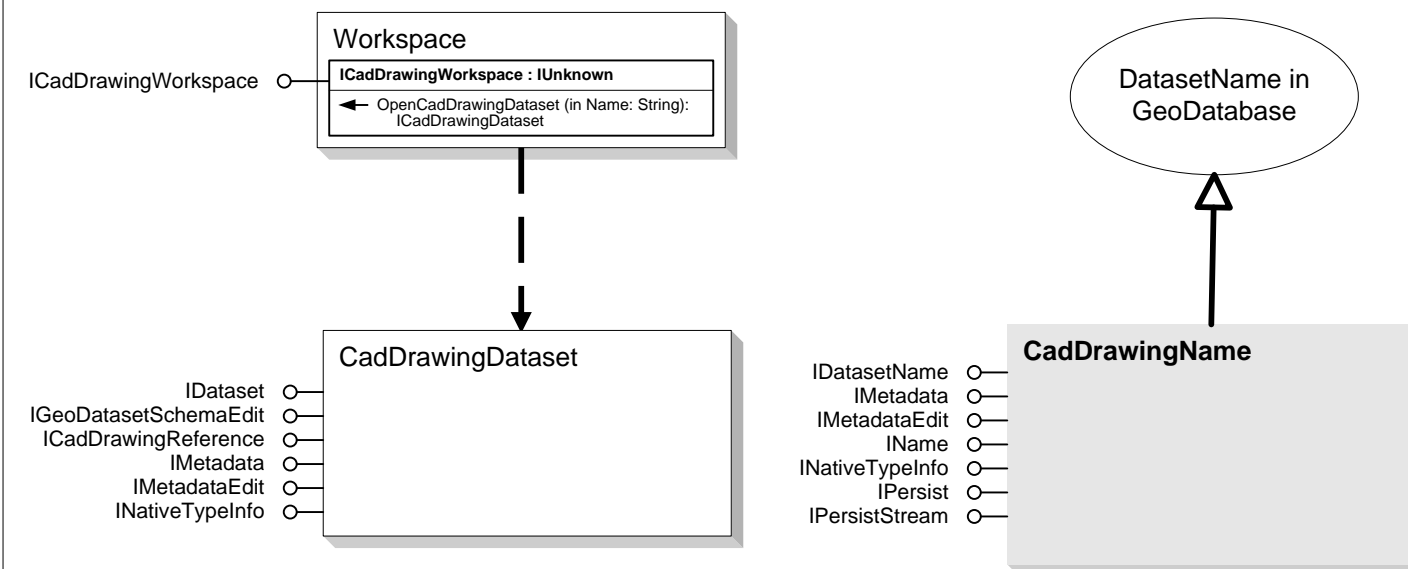 Workspace
ICadDrawingWorkspace
ICadDrawingWorkspace : IUnknown
OpenCadDrawingDataset (in Name: String):
ICadDrawingDataset
DatasetName in
GeoDatabase
CadDrawingDataset
IDataset
IGeoDatasetSchemaEdit
ICadDrawingReference
IMetadata
IMetadataEdit
INativeTypeInfo
CadDrawingName
IDatasetName
IMetadata
IMetadataEdit
IName
INativeTypeInfo
IPersist
IPersistStream